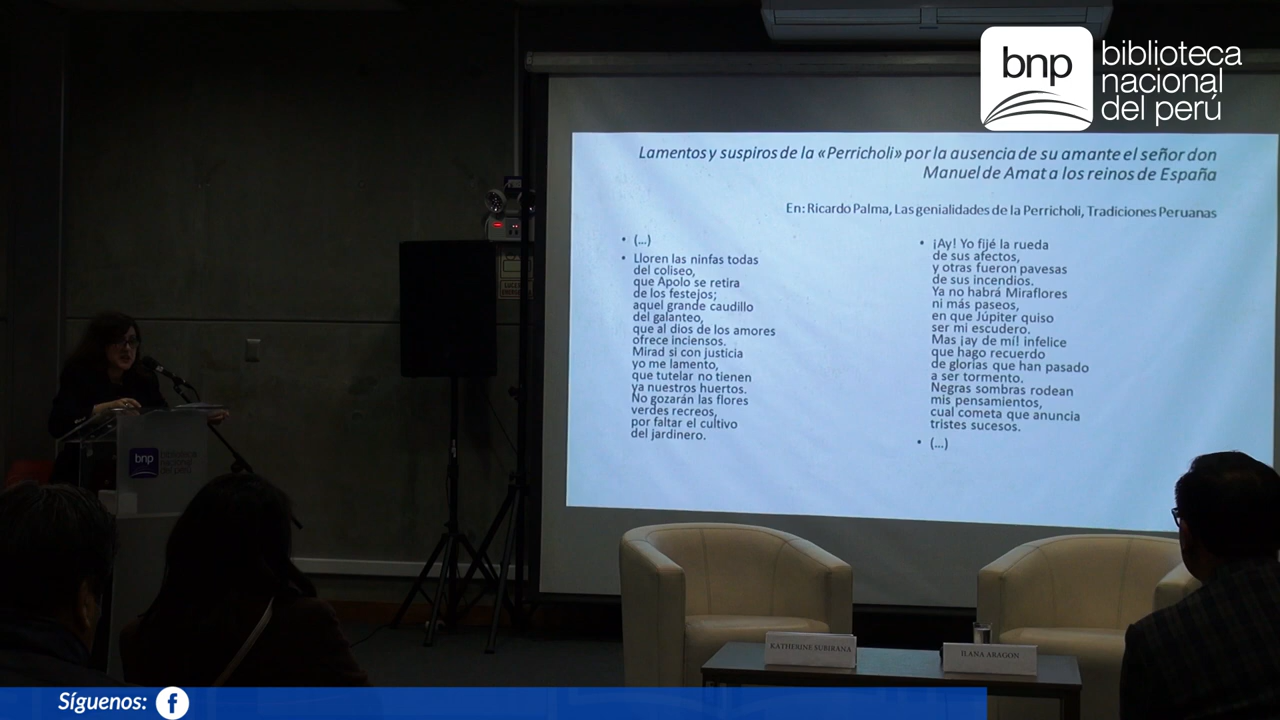 bnp
biblioteca
nacional
del perú
Lamentos y suspiros de la «Perricholi» por la ausencia de su amante el señor don
Manuel de Amat a los reinos de España
En: Ricardo Palma, Las genialidades de la Perricholi, Tradiciones Peruanas
• (...)
• Lloren las ninfas todas
del coliseo,
que Apolo se retira
de los festejos;
aquel grande caudillo
del galanteo,
que al dios de los amores
ofrece inciensos.
Mirad si con justicia
yo me lamento,
que tutelar no tienen
ya nuestros huertos.
No gozarán las flores
verdes recreos,
por faltar el cultivo
del jardinero.
• ¡Ay! Yo fijé la rueda
de sus afectos,
y otras fueron pavesas
de sus incendios.
Ya no habrá Miraflores
ni más paseos,
en que Júpiter quiso
ser mi escudero.
Mas ¡ay de mí! infelice
que hago recuerdo
de glorias que han pasado
a ser tormento.
Negras sombras rodean
mis pensamientos,
cual cometa que anuncia
tristes sucesos.
• (...)
bnp
biblioteca
nacional
del perú
KATHERINE SUBIRANA
ILANA ARAGON
Síguenos: f